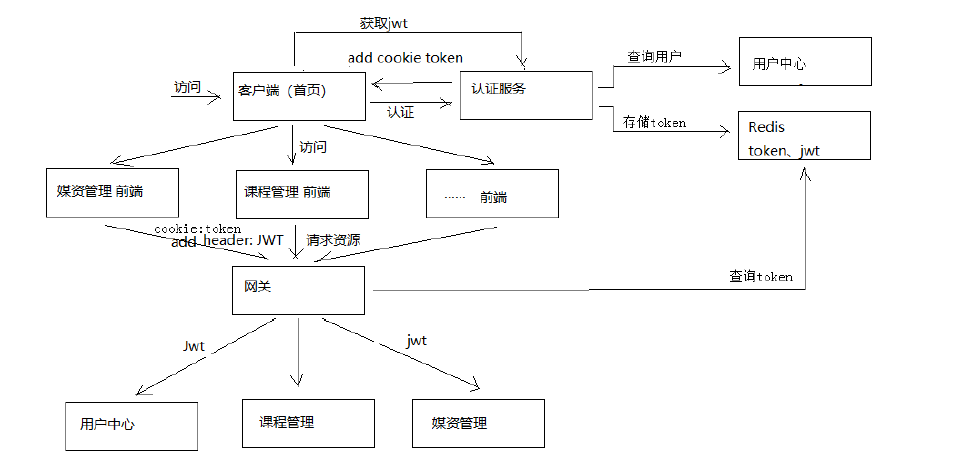 获取jwt
add cookie token
查询用户
用户中心
访问
客户端（首页）
认证服务
认证
存储token
Redis
token、jwt
访问
媒资管理 前端
课程管理 前端
...... 前端
cookie:token
add header: JWT
请求资源
网关
查询token
Jwt
jwt
用户中心
课程管理
媒资管理